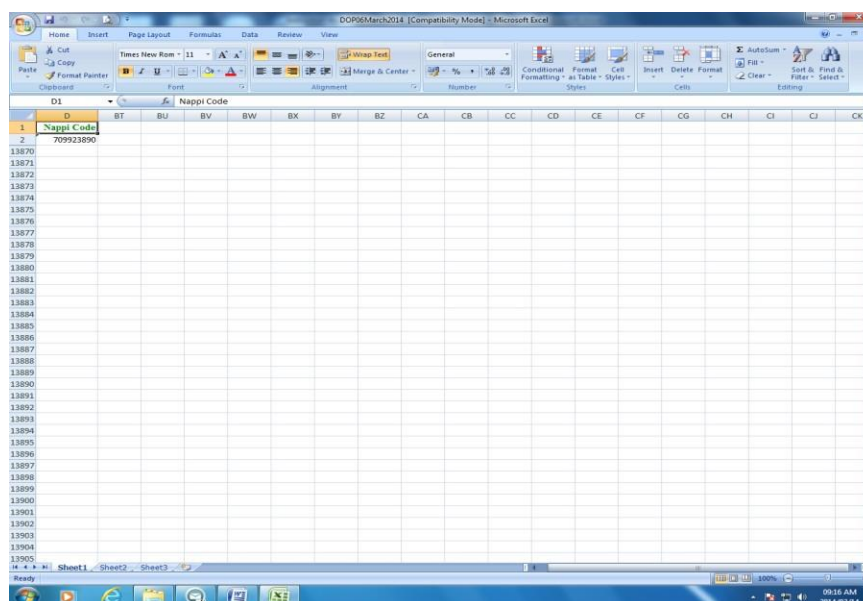 DOP06March2014 [Compatibility Mode] - Microsoft Excel
Home Insert Page Layout Formulas Data Review View
Paste
Cut
Copy
Format Painter
Clipboard
Times New Rom 11 A A
B I U A
Font
Wrap Text
Merge & Center
Alignment
General
% , .00
Number
Conditional Formatting
Format as Table
Cell Styles
Styles
Insert Delete Format
Cells
Σ AutoSum
Fill
Clear
Sort & Filter
Find & Select
Editing
D1 fx Nappi Code
D BT BU BV BW BX BY BZ CA CB CC CD CE CF CG CH CI CJ CK
1 Nappi Code
2 709923890
13870
13871
13872
13873
13874
13875
13876
13877
13878
13879
13880
13881
13882
13883
13884
13885
13886
13887
13888
13889
13890
13891
13892
13893
13894
13895
13896
13897
13898
13899
13900
13901
13902
13903
13904
13905
Sheet1 Sheet2 Sheet3
Ready 100%
09:16 AM